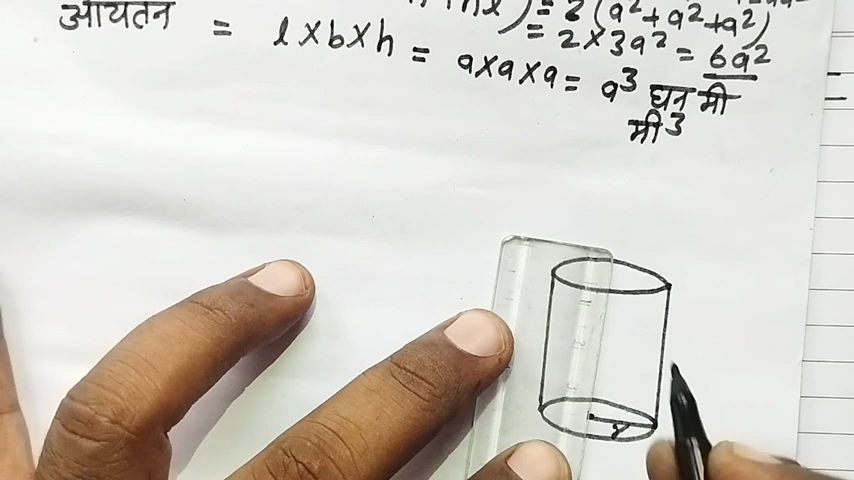 = 2 (a²+a²+a²)
= 2×3a² = 6a²
आयतन = l×b×h = a×a×a = a³ घन मी
मी³
r